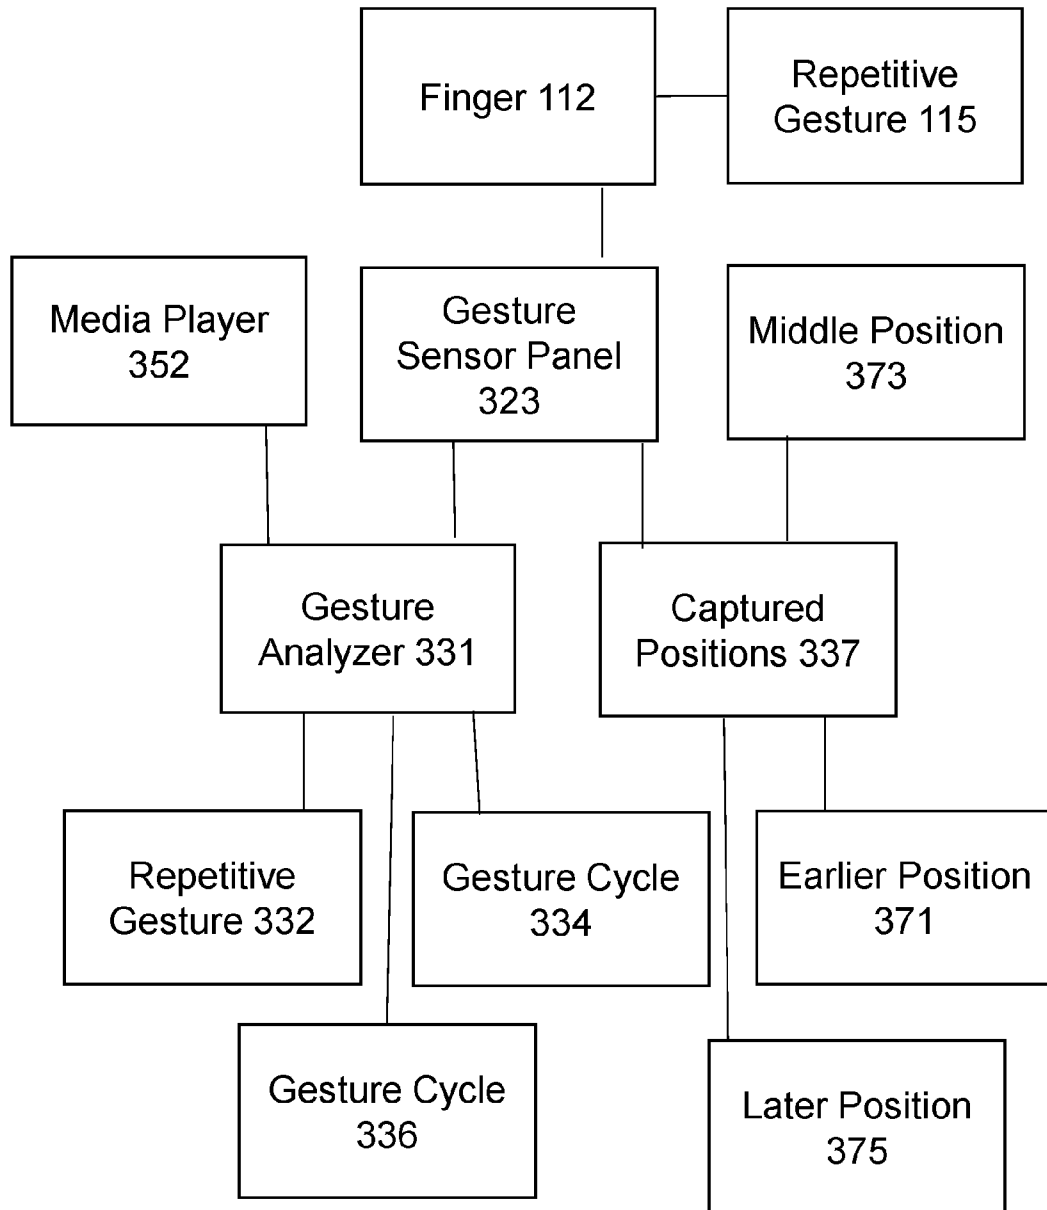 Finger 112
Repetitive
Gesture 115
Media Player
352
Gesture
Sensor Panel
323
Middle Position
373
Gesture
Analyzer 331
Captured
Positions 337
Repetitive
Gesture 332
Gesture Cycle
334
Earlier Position
371
Gesture Cycle
336
Later Position
375